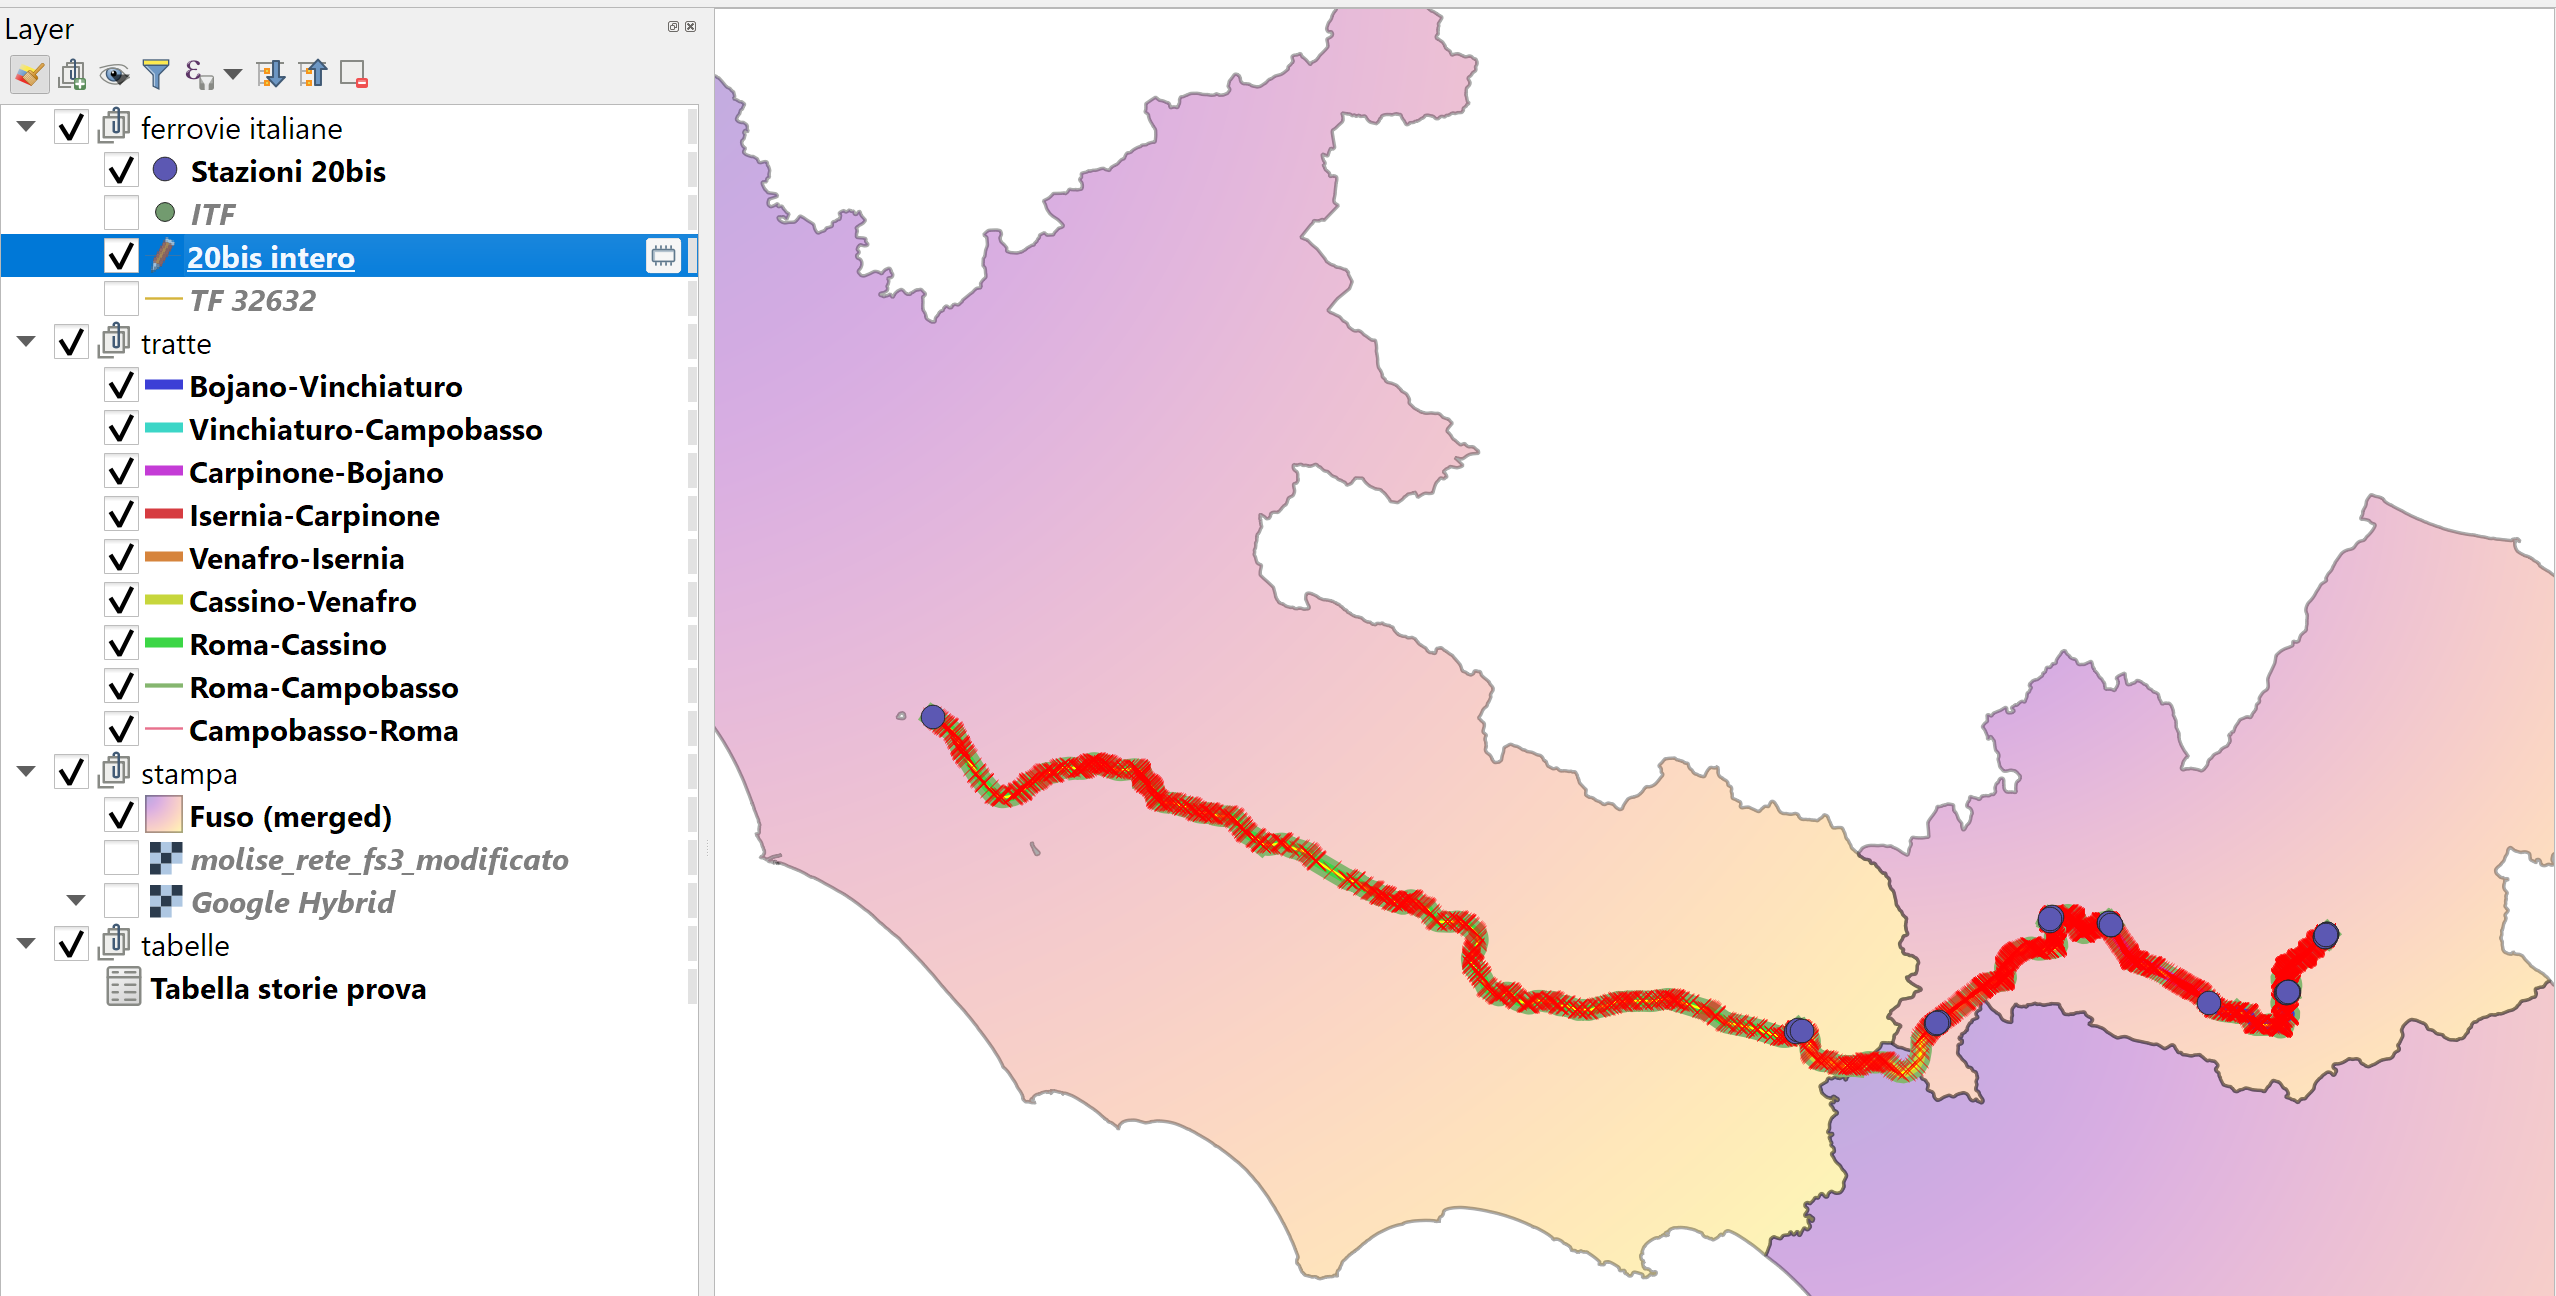 Layer
ferrovie italiane
Stazioni 20bis
ITF
20bis intero
TF 32632
tratte
Bojano-Vinchiaturo
Vinchiaturo-Campobasso
Carpinone-Bojano
Isernia-Carpinone
Venafro-Isernia
Cassino-Venafro
Roma-Cassino
Roma-Campobasso
Campobasso-Roma
stampa
Fuso (merged)
molise_rete_fs3_modificato
Google Hybrid
tabelle
Tabella storie prova